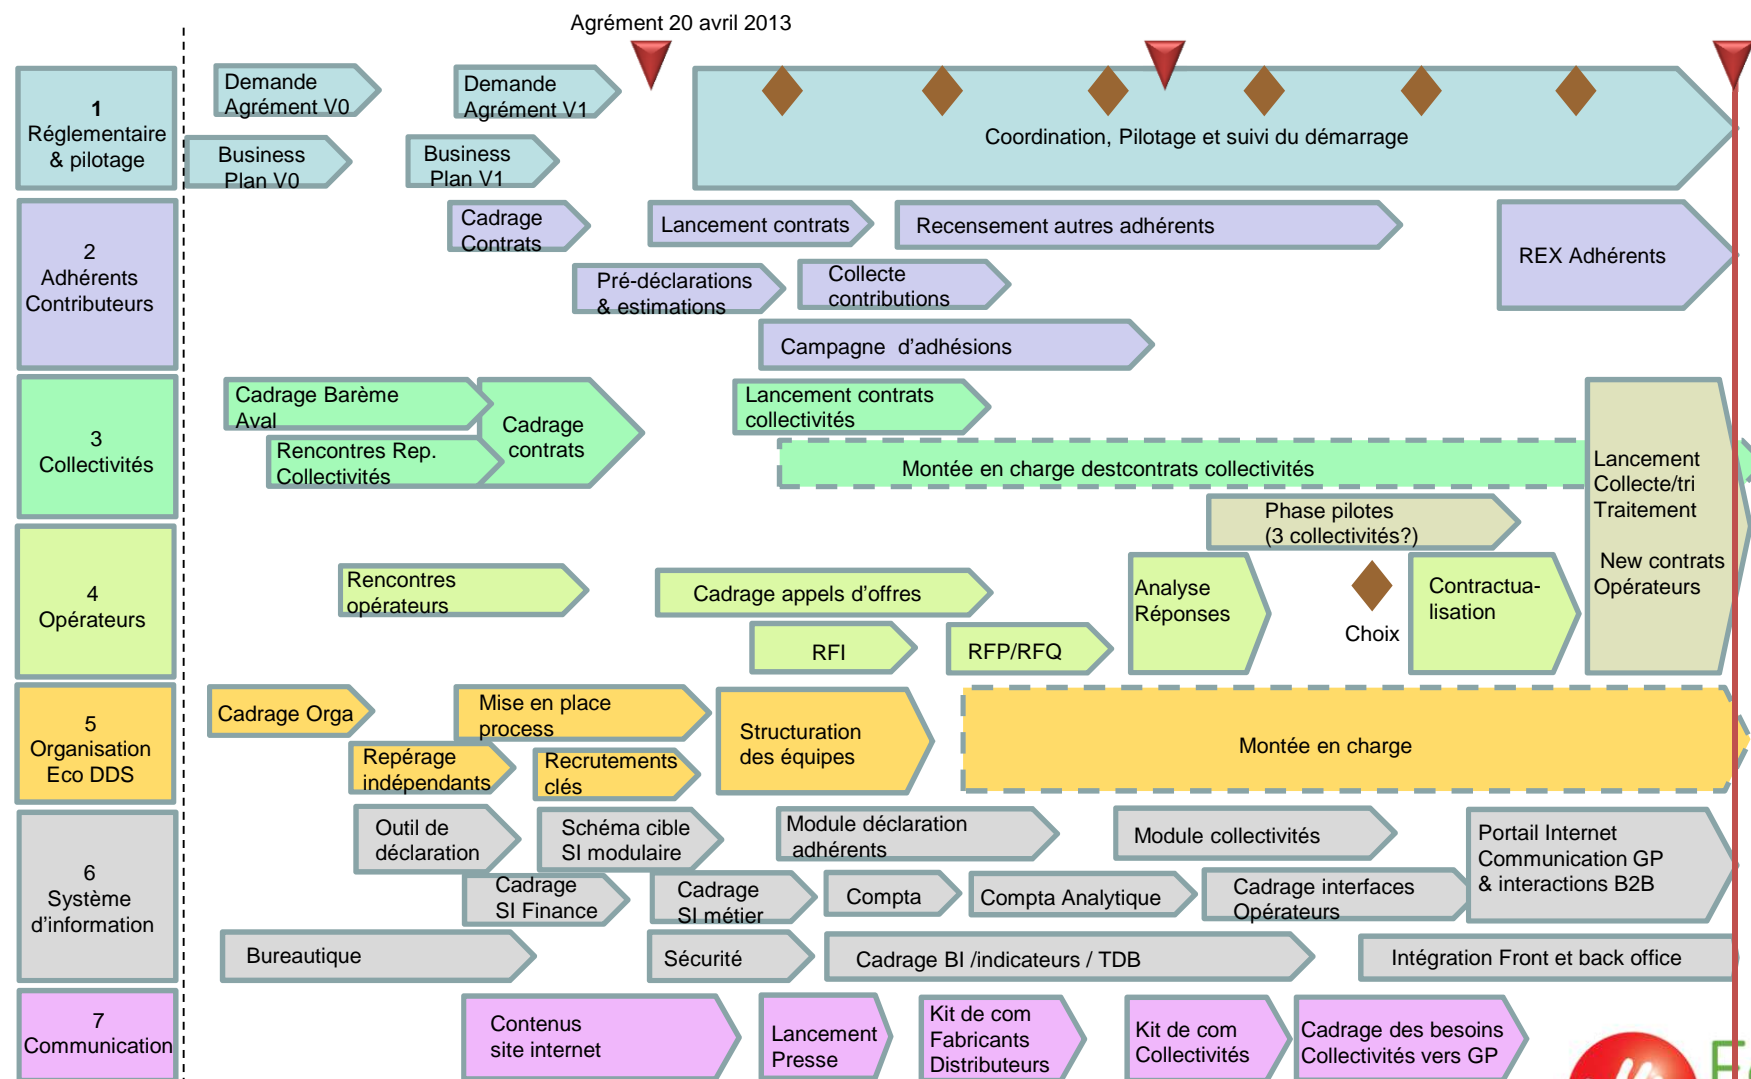 Agrément 20 avril 2013
1
Réglementaire
& pilotage
Demande
Agrément V0
Demande
Agrément V1
Business
Plan V0
Business
Plan V1
Coordination, Pilotage et suivi du démarrage
2
Adhérents
Contributeurs
Cadrage
Contrats
Lancement contrats
Recensement autres adhérents
REX Adhérents
Pré-déclarations
& estimations
Collecte
contributions
Campagne d'adhésions
3
Collectivités
Cadrage Barème
Aval
Rencontres Rep.
Collectivités
Cadrage
contrats
Lancement contrats
collectivités
Montée en charge destcontrats collectivités
Phase pilotes
(3 collectivités?)
Lancement
Collecte/tri
Traitement
New contrats
Opérateurs
4
Opérateurs
Rencontres
opérateurs
Cadrage appels d'offres
RFI
RFP/RFQ
Analyse
Réponses
Choix
Contractua-
lisation
5
Organisation
Eco DDS
Cadrage Orga
Repérage
indépendants
Mise en place
process
Recrutements
clés
Structuration
des équipes
Montée en charge
6
Système
d'information
Outil de
déclaration
Schéma cible
SI modulaire
Module déclaration
adhérents
Module collectivités
Portail Internet
Communication GP
& interactions B2B
Cadrage
SI Finance
Cadrage
SI métier
Compta
Compta Analytique
Cadrage interfaces
Opérateurs
Bureautique
Sécurité
Cadrage BI /indicateurs / TDB
Intégration Front et back office
7
Communication
Contenus
site internet
Lancement
Presse
Kit de com
Fabricants
Distributeurs
Kit de com
Collectivités
Cadrage des besoins
Collectivités vers GP